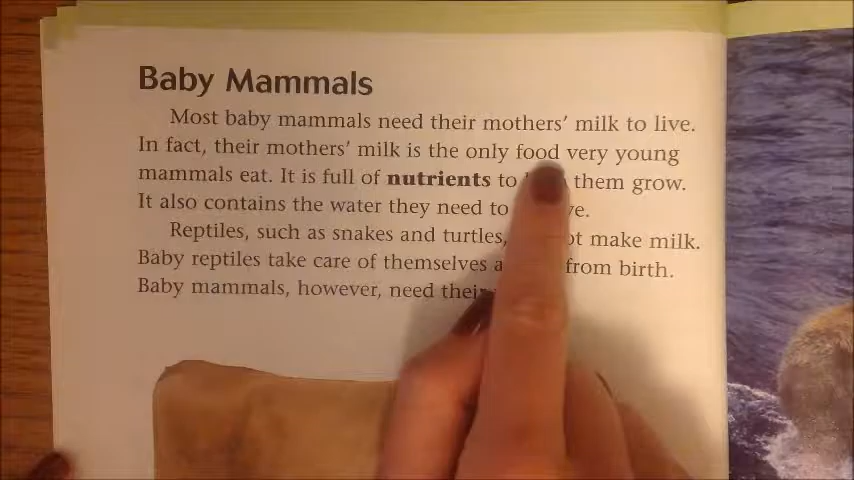 Baby Mammals
Most baby mammals need their mothers' milk to live.
In fact, their mothers' milk is the only food very young
mammals eat. It is full of nutrients to them grow.
It also contains the water they need to
Reptiles, such as snakes and turtles, make milk.
Baby reptiles take care of themselves from birth.
Baby mammals, however, need their